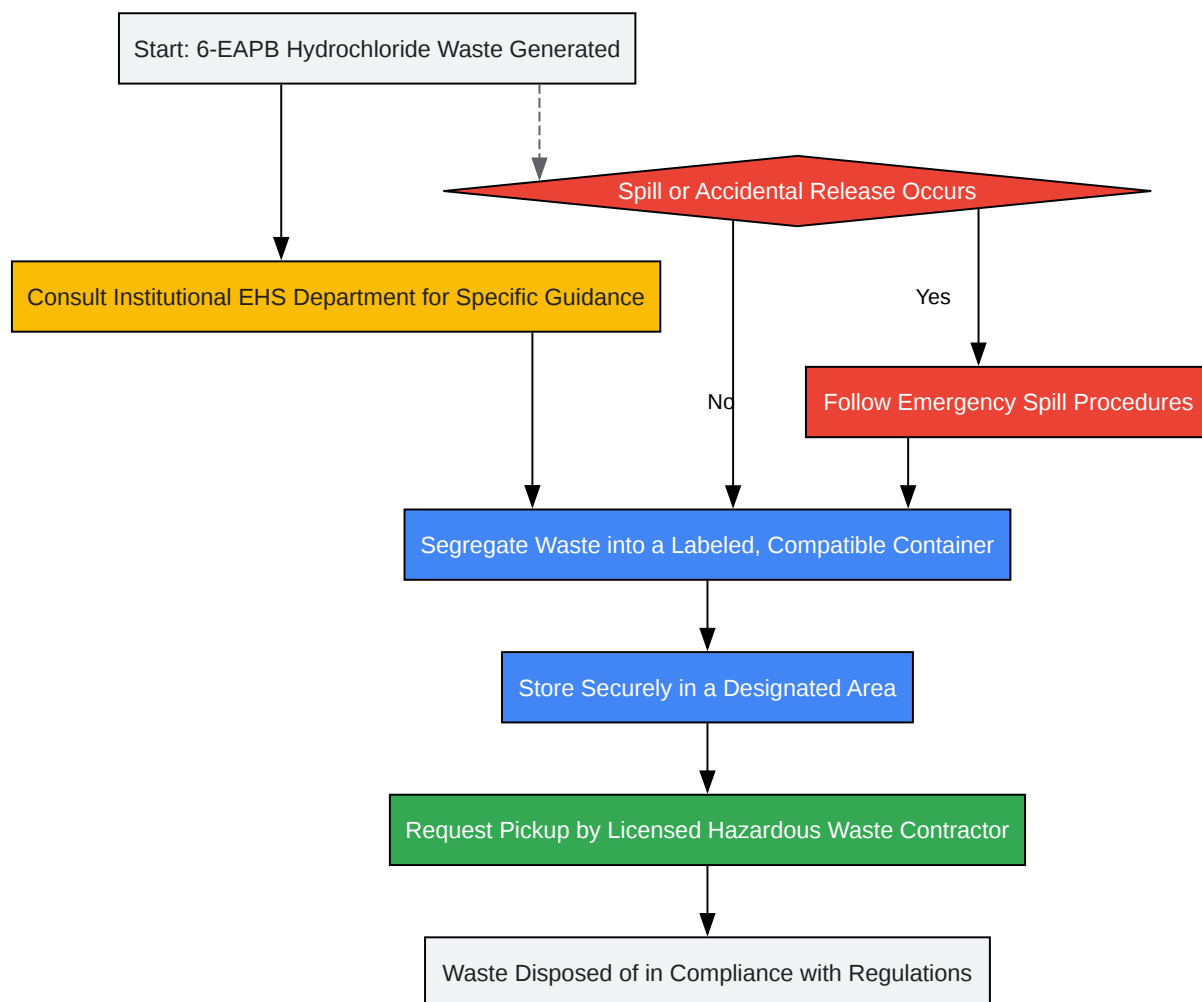 Start: 6-EAPB Hydrochloride Waste Generated
Spill or Accidental Release Occurs
Consult Institutional EHS Department for Specific Guidance
Yes
No
Follow Emergency Spill Procedures
Segregate Waste into a Labeled, Compatible Container
Store Securely in a Designated Area
Request Pickup by Licensed Hazardous Waste Contractor
Waste Disposed of in Compliance with Regulations